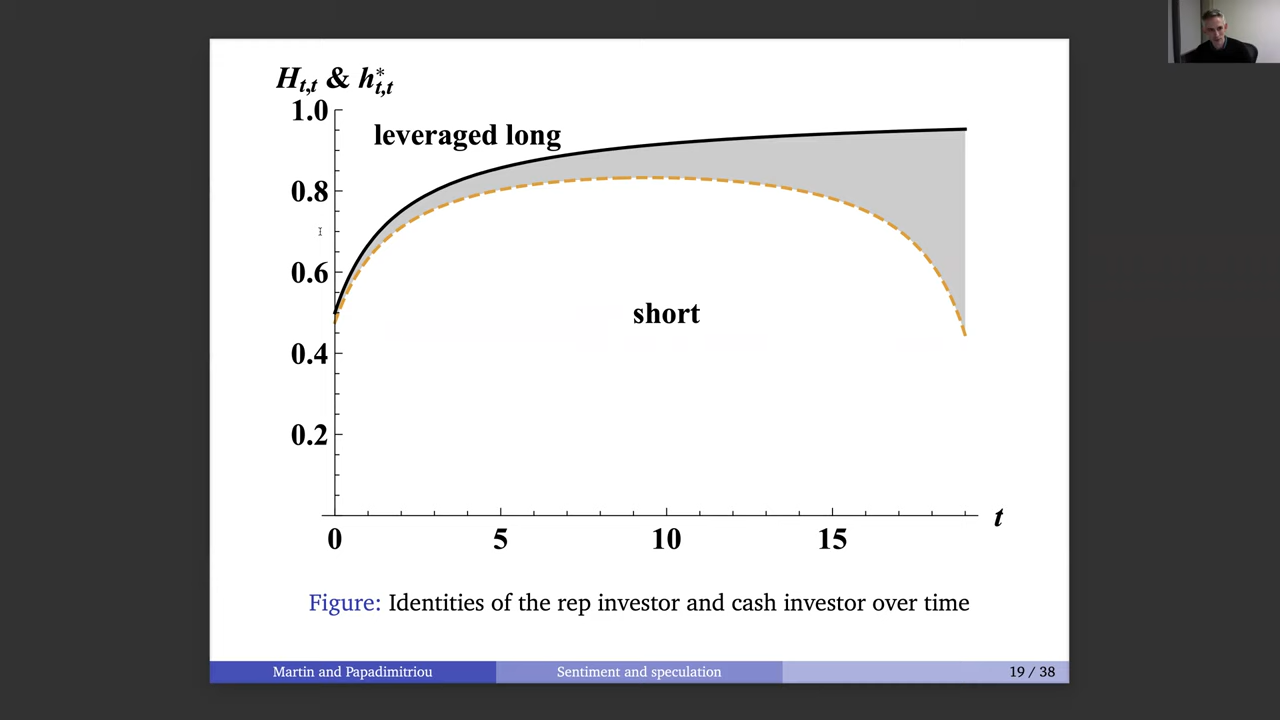 H_{t,t} & h^*_{t,t}
1.0
leveraged long
0.8
0.6
short
0.4
0.2
t
0 5 10 15
Figure: Identities of the rep investor and cash investor over time
Martin and Papadimitriou Sentiment and speculation 19 / 38